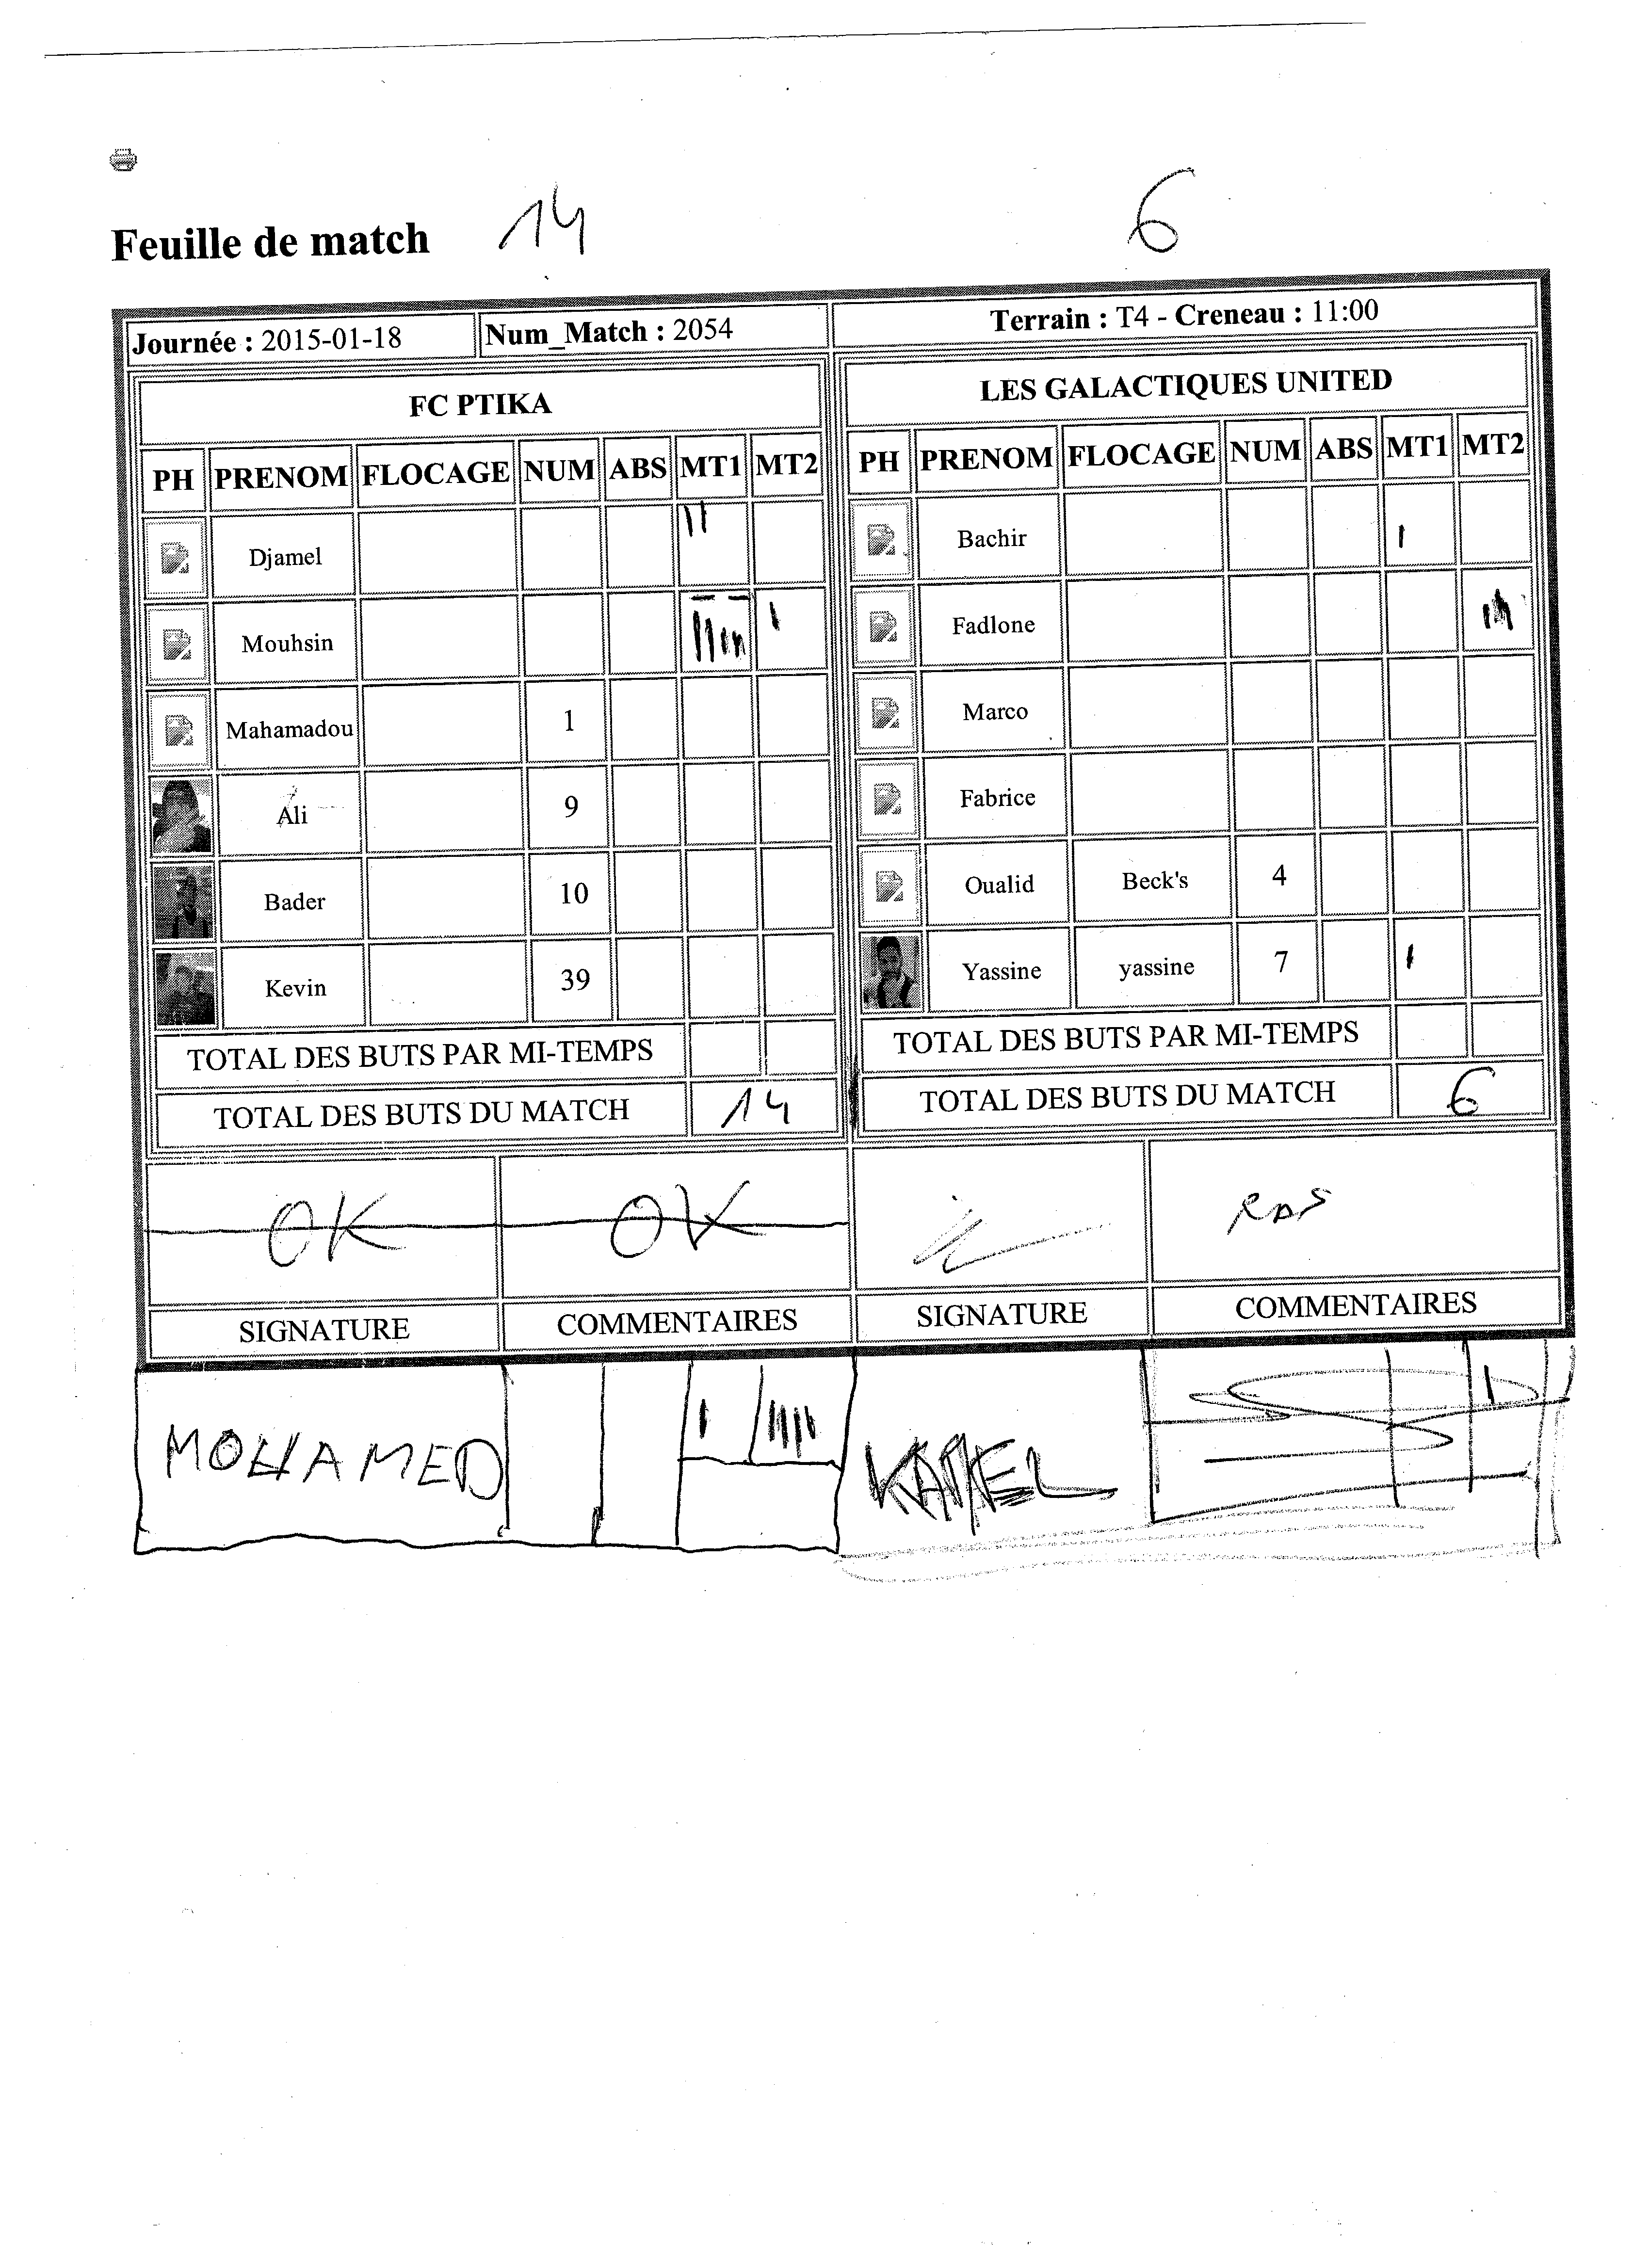 Feuille de match 14 6
Journée : 2015-01-18 Num_Match : 2054 Terrain : T4 - Creneau : 11:00
FC PTIKA LES GALACTIQUES UNITED
PH PRENOM FLOCAGE NUM ABS MT1 MT2 PH PRENOM FLOCAGE NUM ABS MT1 MT2
Djamel II Bachir I
Mouhsin I Fadlone III
Mahamadou 1 Marco
Ali 9 Fabrice
Bader 10 Oualid Beck's 4
Kevin 39 Yassine yassine 7 I
TOTAL DES BUTS PAR MI-TEMPS TOTAL DES BUTS PAR MI-TEMPS
TOTAL DES BUTS DU MATCH 14 TOTAL DES BUTS DU MATCH 6
OK OK RAS
SIGNATURE COMMENTAIRES SIGNATURE COMMENTAIRES
MOHAMED I IIII KAMEL I